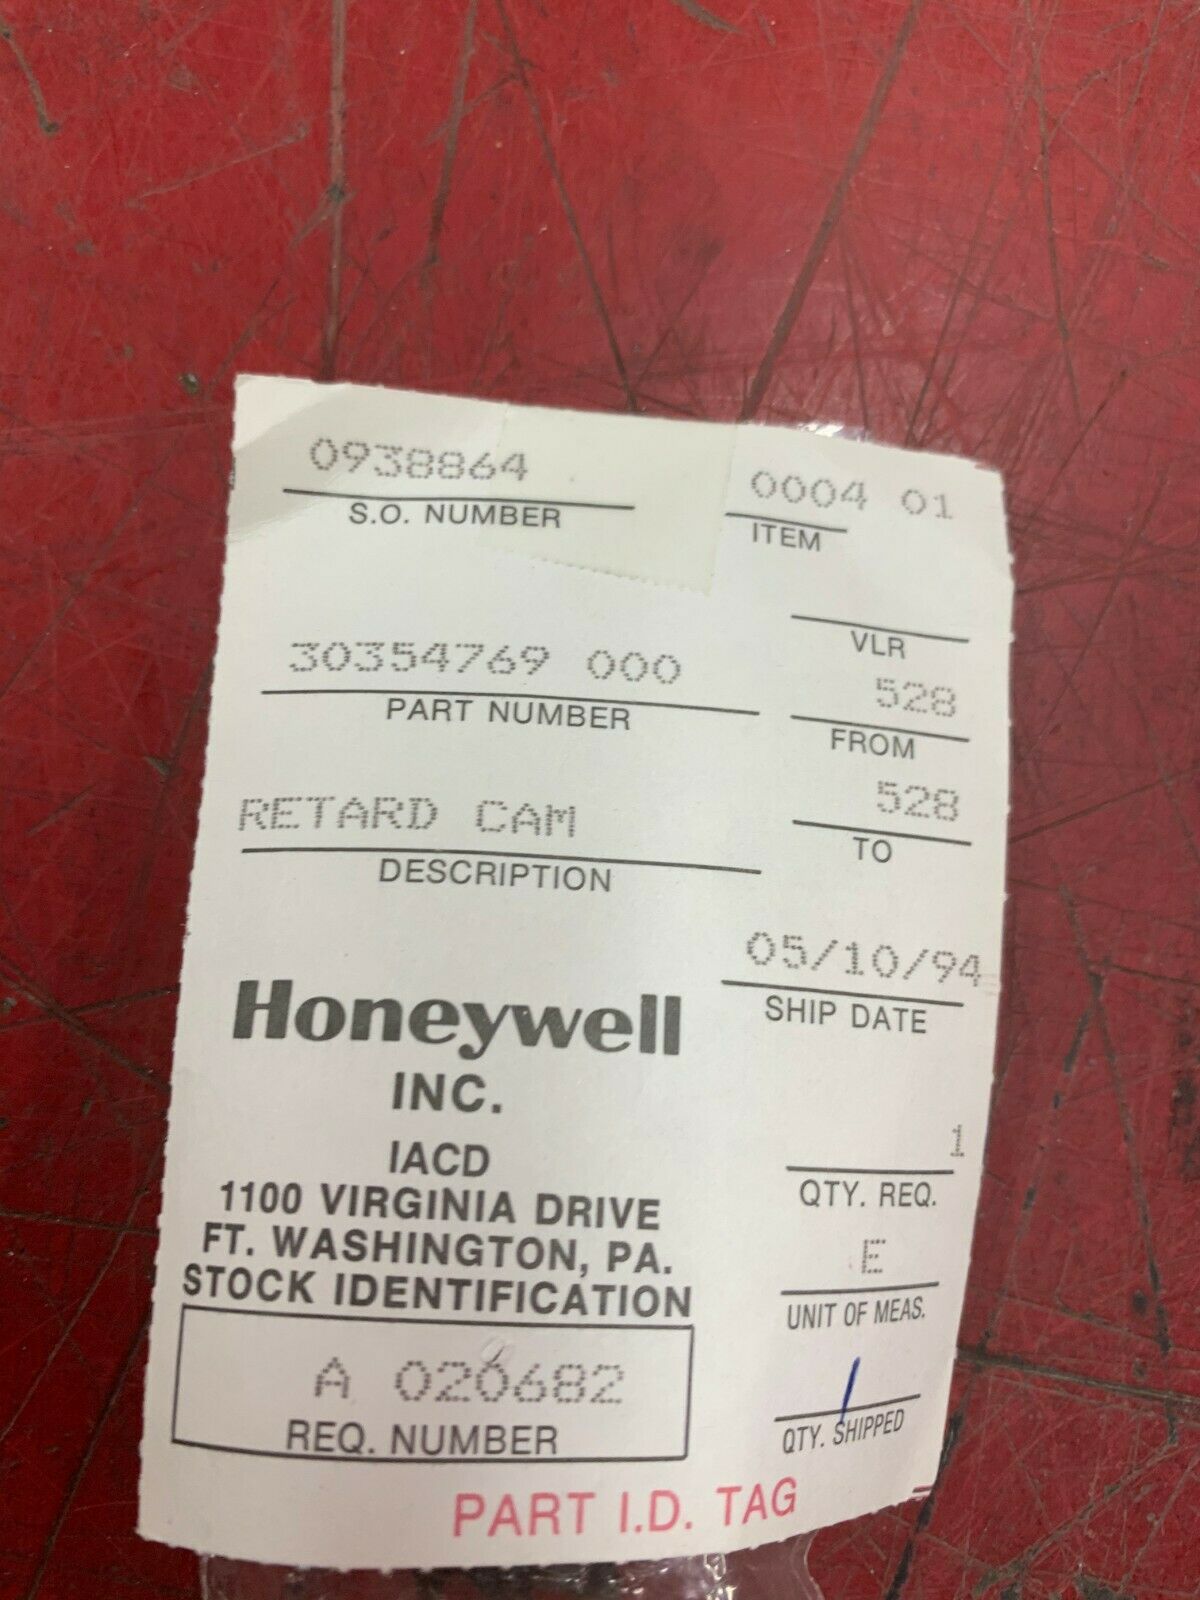 0938864
S.O. NUMBER
0004 01
ITEM
VLR
30354769 000
PART NUMBER
528
FROM
RETARD CAM
DESCRIPTION
528
TO
05/10/94
SHIP DATE
Honeywell
INC.
IACD
1100 VIRGINIA DRIVE
FT. WASHINGTON, PA.
STOCK IDENTIFICATION
A 020682
REQ. NUMBER
1
QTY. REQ.
E
UNIT OF MEAS.
1
QTY. SHIPPED
PART I.D. TAG